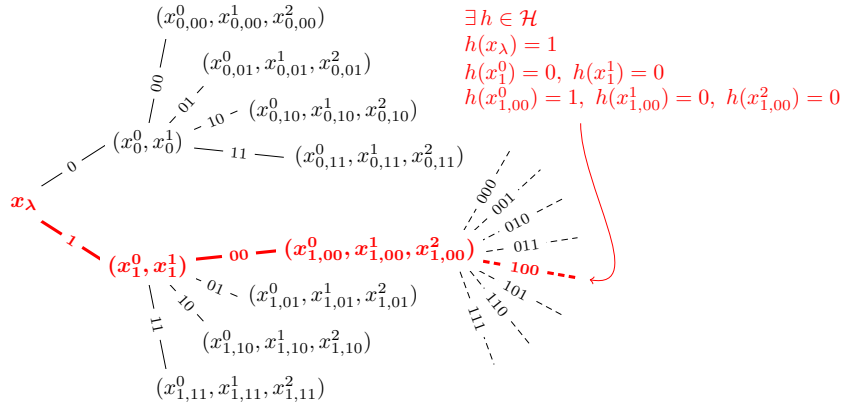 (x^0_{0,00}, x^1_{0,00}, x^2_{0,00})
∃ h ∈ ℋ
h(x_λ) = 1
h(x^0_1) = 0, h(x^1_1) = 0
h(x^0_{1,00}) = 1, h(x^1_{1,00}) = 0, h(x^2_{1,00}) = 0
00
(x^0_{0,01}, x^1_{0,01}, x^2_{0,01})
01
(x^0_{0,10}, x^1_{0,10}, x^2_{0,10})
10
(x^0_0, x^1_0)
11
(x^0_{0,11}, x^1_{0,11}, x^2_{0,11})
0
x_λ
1
(x^0_1, x^1_1)
00
(x^0_{1,00}, x^1_{1,00}, x^2_{1,00})
000
001
010
011
100
101
110
111
01
(x^0_{1,01}, x^1_{1,01}, x^2_{1,01})
10
(x^0_{1,10}, x^1_{1,10}, x^2_{1,10})
11
(x^0_{1,11}, x^1_{1,11}, x^2_{1,11})